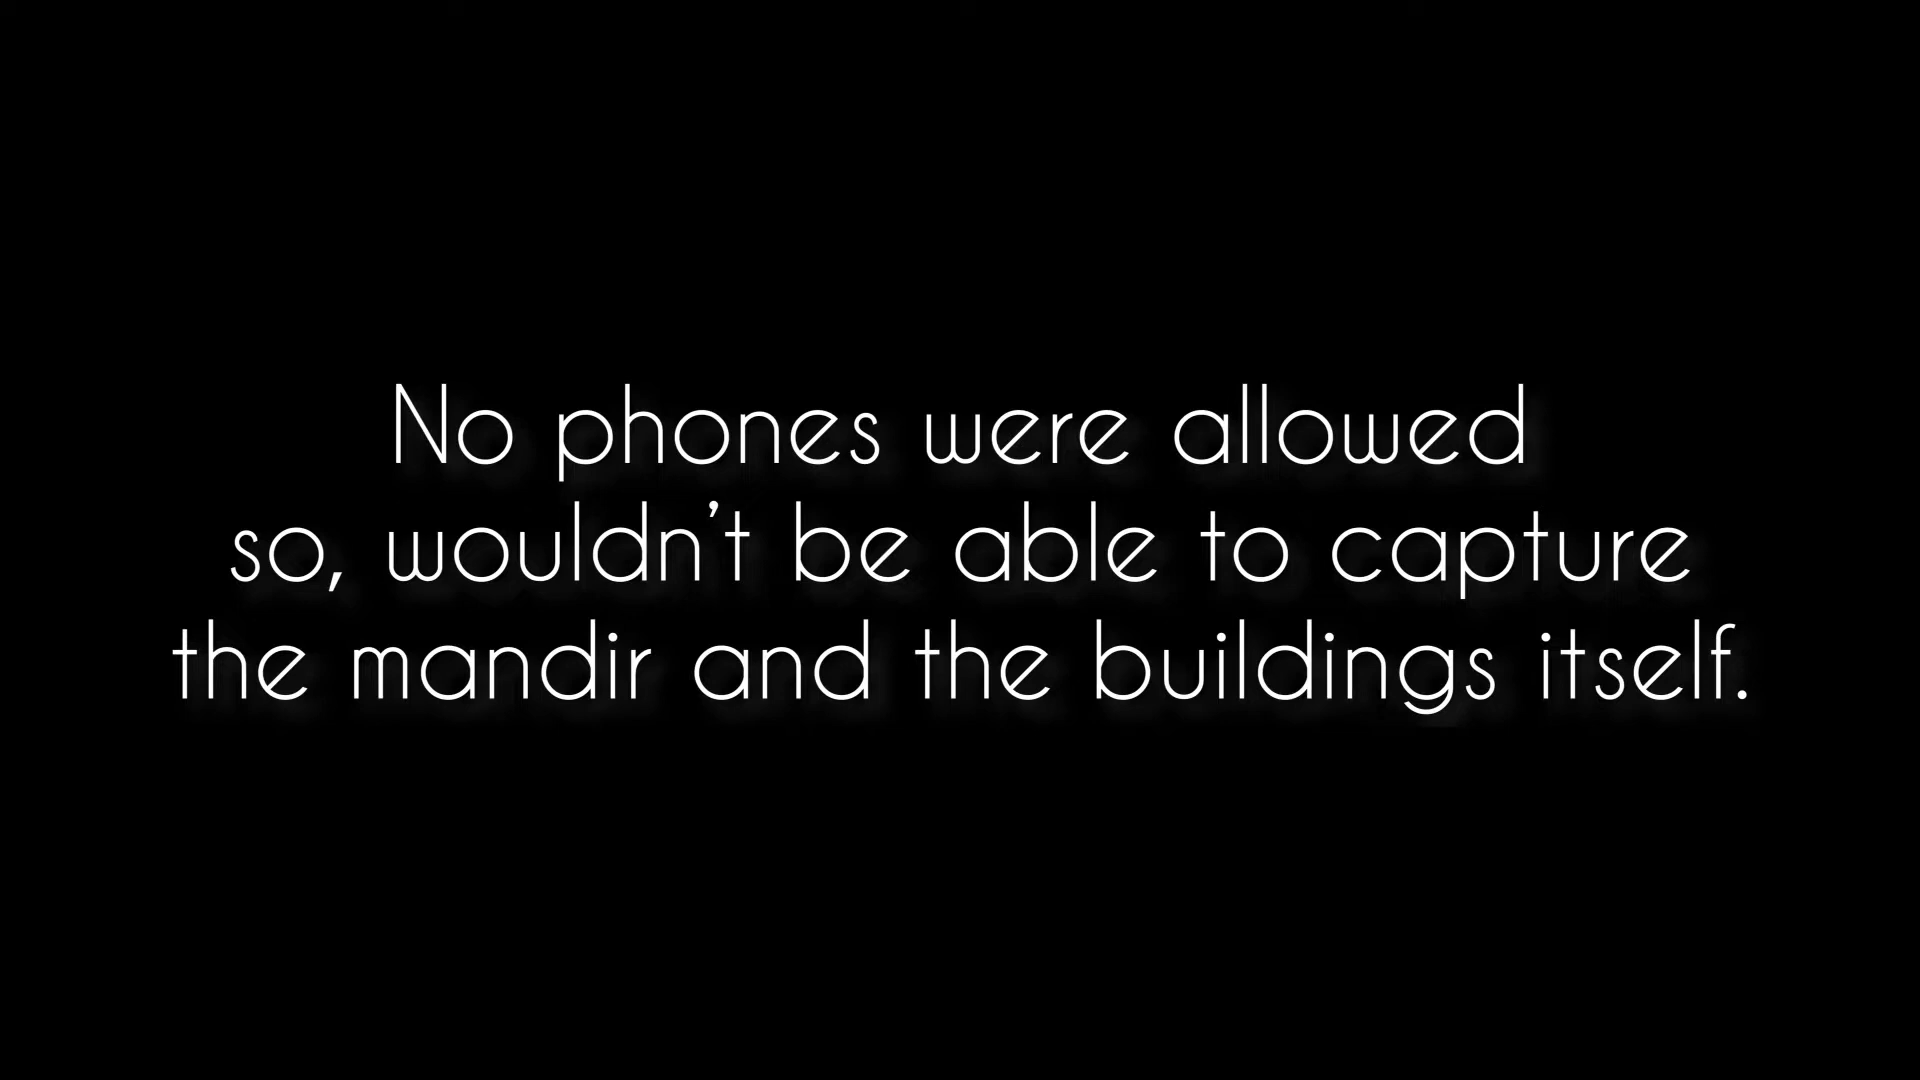 No phones were allowed
so, wouldn't be able to capture
the mandir and the buildings itself.